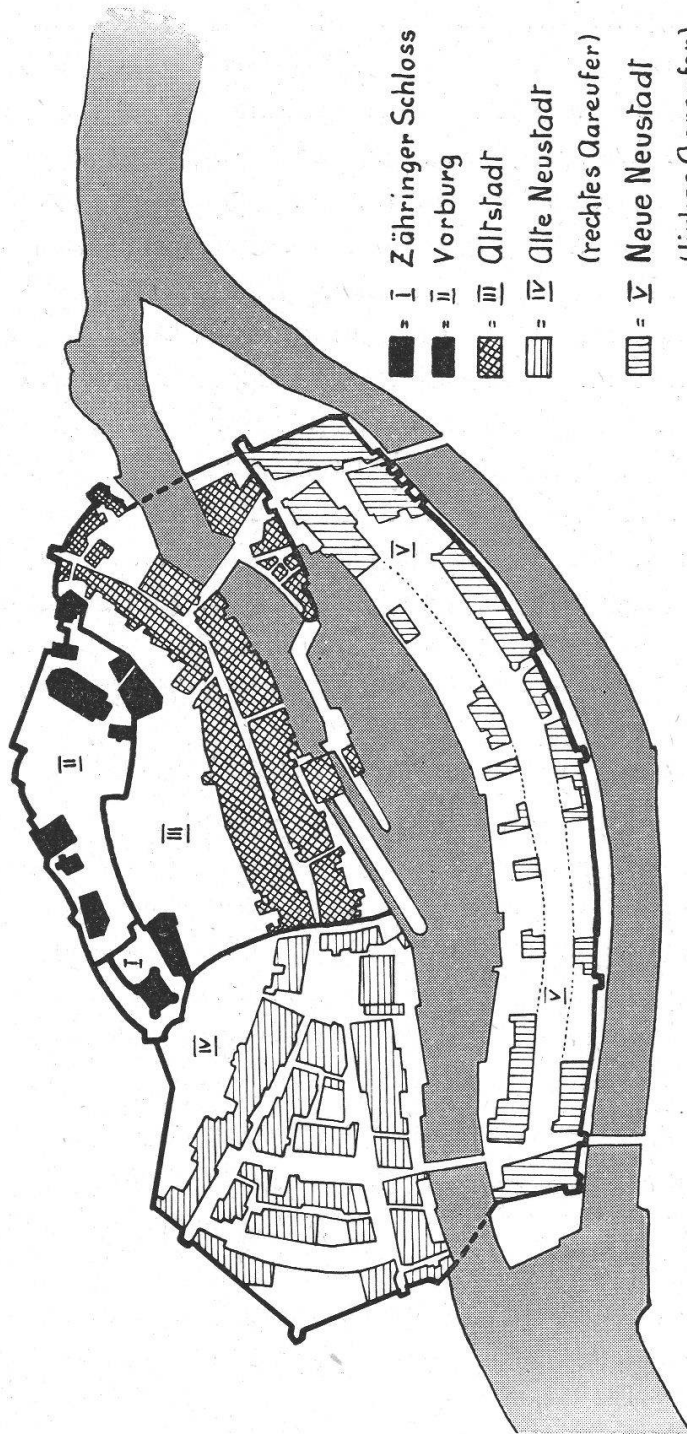 I
II
III
IV
V
V
= I Zähringer Schloss
= II Vorburg
= III Altstadt
= IV Alte Neustadt
(rechtes Aareufer)
= V Neue Neustadt